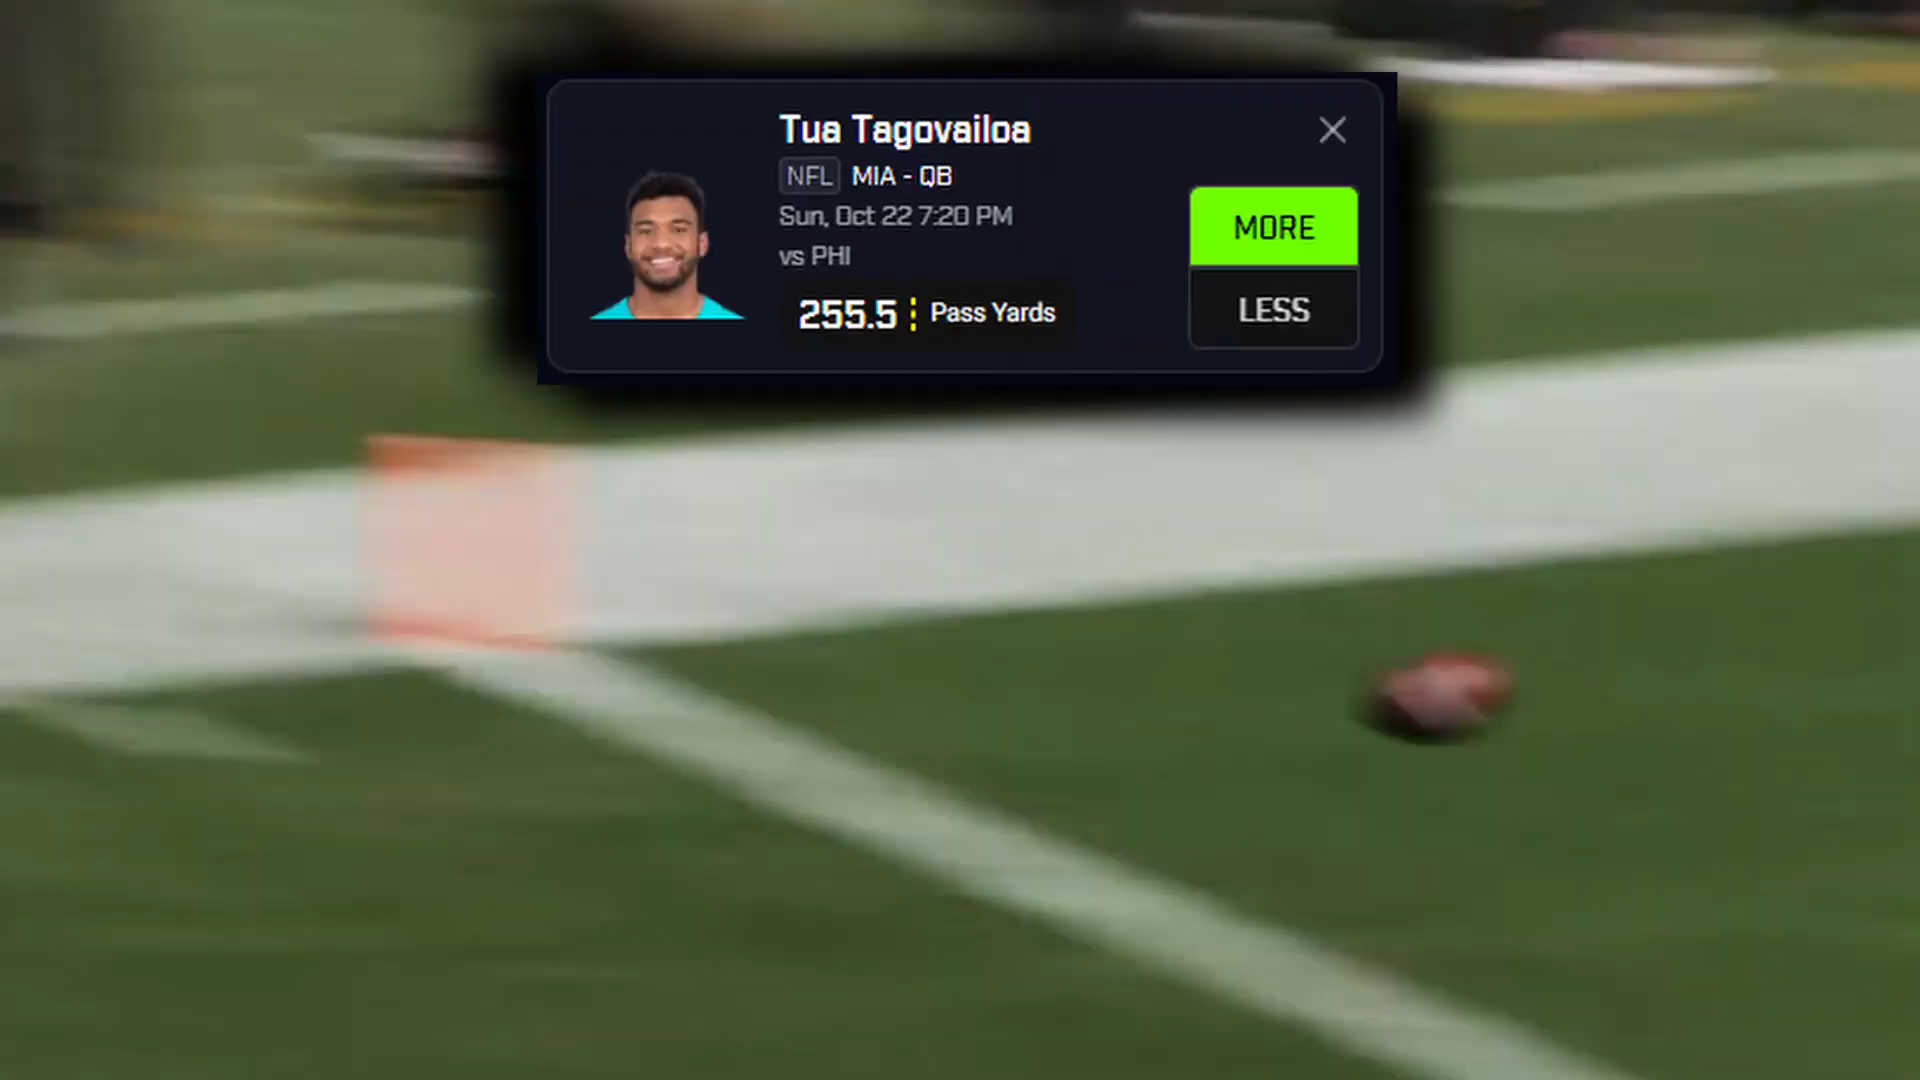 Tua Tagovailoa
NFL MIA - QB
Sun, Oct 22 7:20 PM
vs PHI
255.5 Pass Yards
MORE
LESS